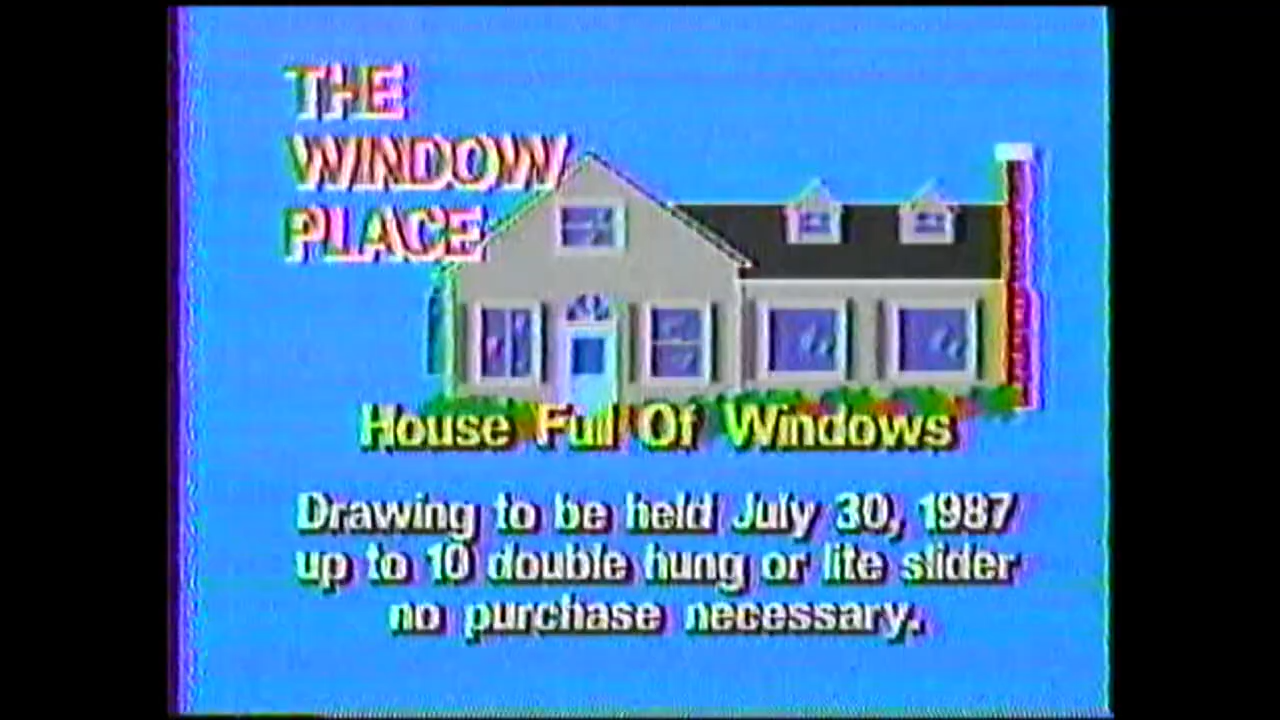 THE
WINDOW
PLACE
House Full Of Windows
Drawing to be held July 30, 1987
up to 10 double hung or lite slider
no purchase necessary.